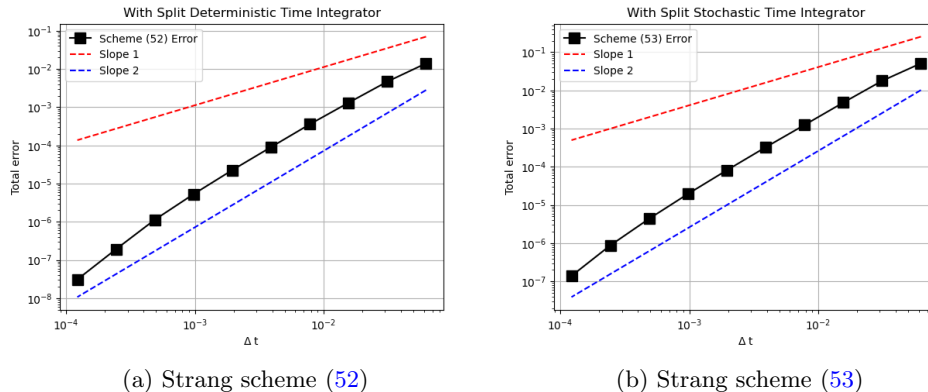 With Split Deterministic Time Integrator
Scheme (52) Error
Slope 1
Slope 2
Total error
10⁻¹
10⁻²
10⁻³
10⁻⁴
10⁻⁵
10⁻⁶
10⁻⁷
10⁻⁸
10⁻⁴
10⁻³
10⁻²
Δ t
(a) Strang scheme (52)
With Split Stochastic Time Integrator
Scheme (53) Error
Slope 1
Slope 2
Total error
10⁻¹
10⁻²
10⁻³
10⁻⁴
10⁻⁵
10⁻⁶
10⁻⁷
10⁻⁴
10⁻³
10⁻²
Δ t
(b) Strang scheme (53)